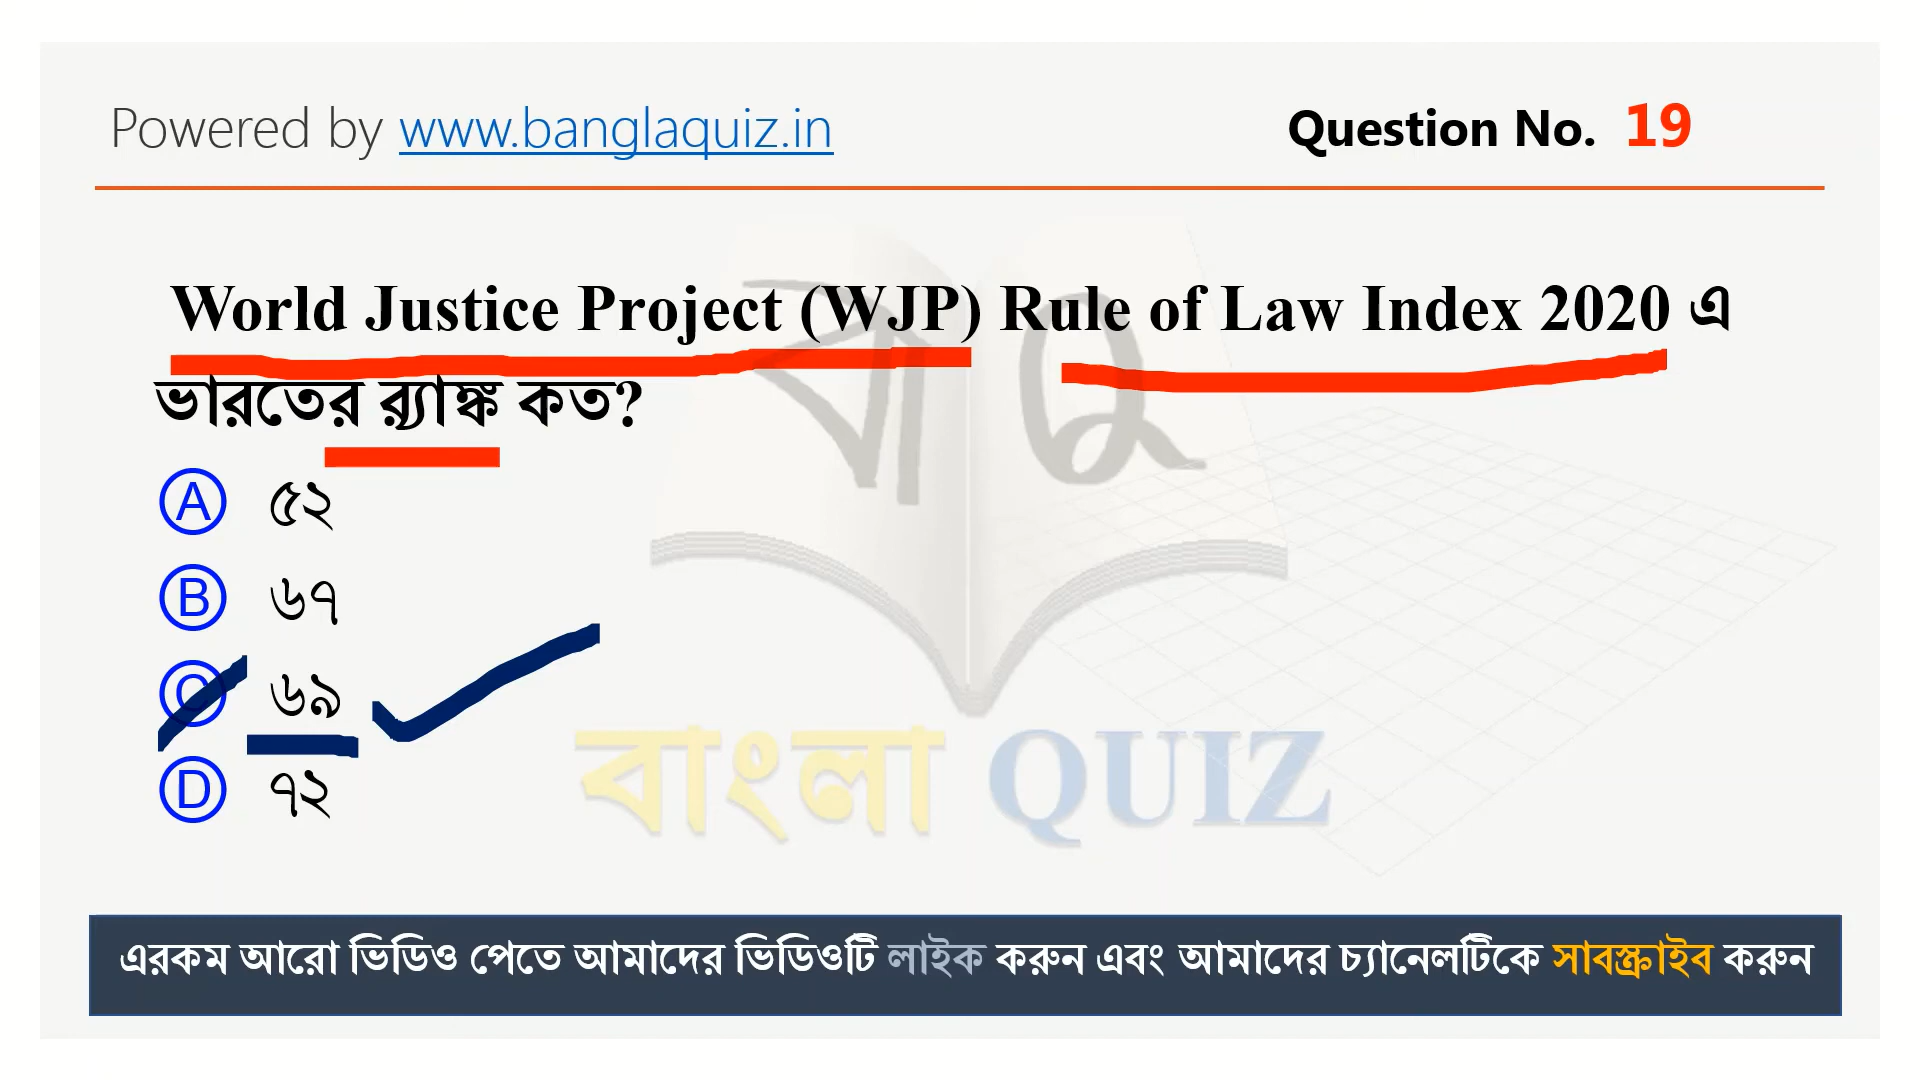 Powered by www.banglaquiz.in
Question No. 19
World Justice Project (WJP) Rule of Law Index 2020 এ
ভারতের র‍্যাঙ্ক কত?
A ৫২
B ৬৭
C ৬৯
D ৭২
বা Q
বাংলা QUIZ
এরকম আরো ভিডিও পেতে আমাদের ভিডিওটি লাইক করুন এবং আমাদের চ্যানেলটিকে সাবস্ক্রাইব করুন